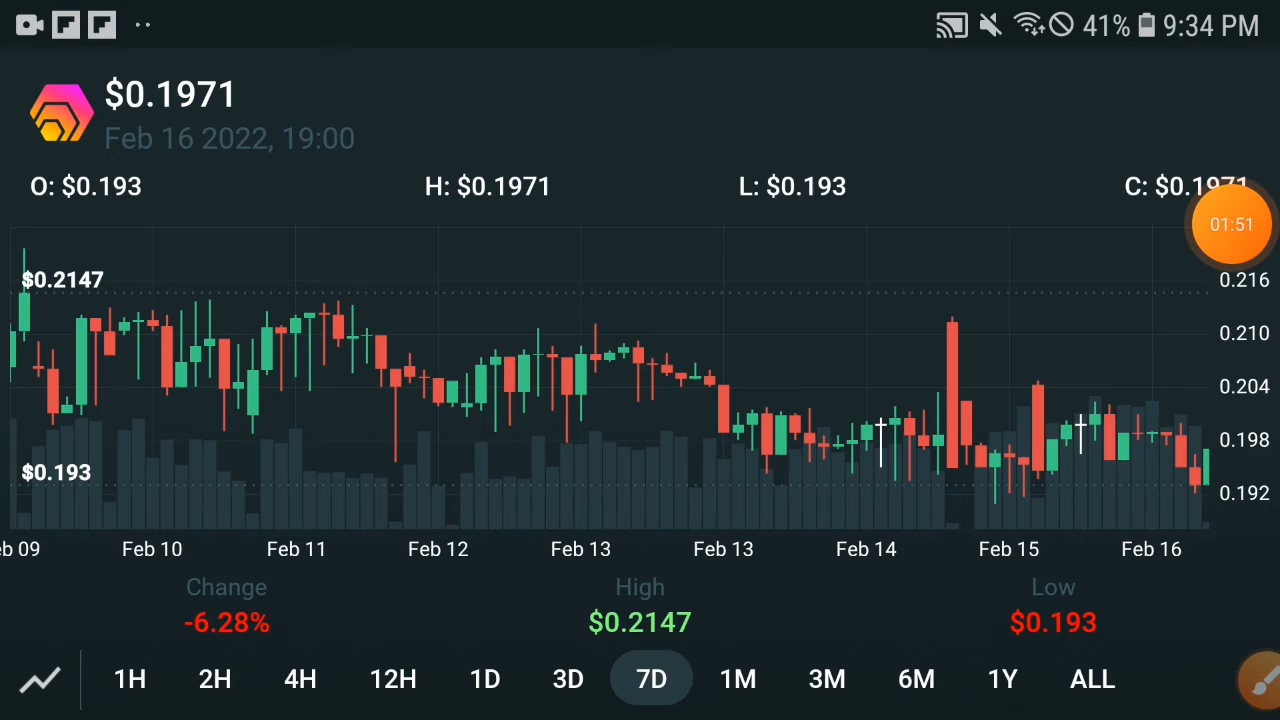 41% 9:34 PM
$0.1971
Feb 16 2022, 19:00
O: $0.193 H: $0.1971 L: $0.193 C: $0.1971
01:51
$0.2147
0.216
0.210
0.204
0.198
$0.193
0.192
eb 09 Feb 10 Feb 11 Feb 12 Feb 13 Feb 13 Feb 14 Feb 15 Feb 16
Change High Low
-6.28% $0.2147 $0.193
1H 2H 4H 12H 1D 3D 7D 1M 3M 6M 1Y ALL